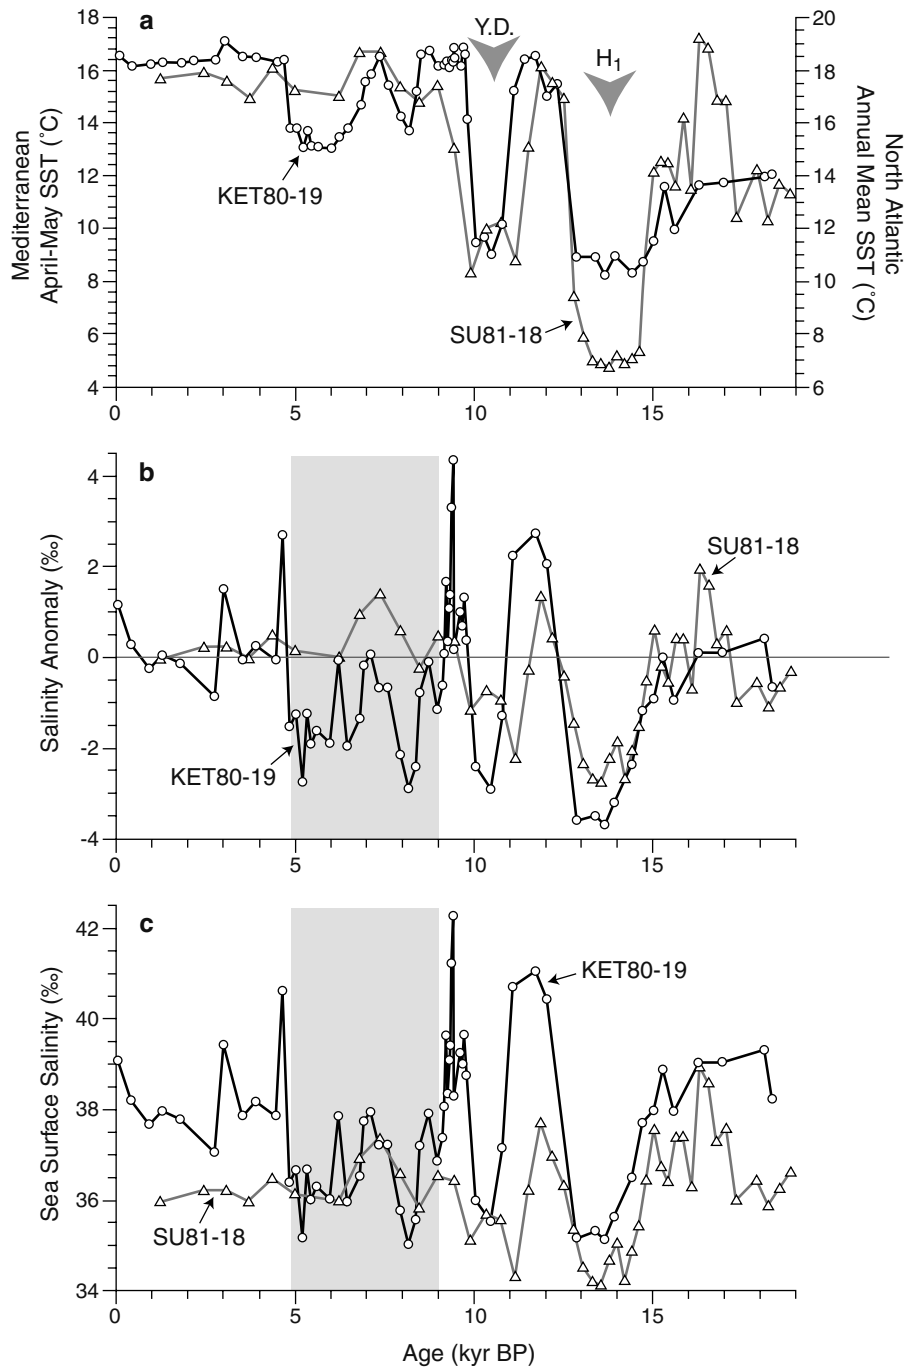 a
Y.D.
H1
18
16
14
12
10
8
6
4
20
18
16
14
12
10
8
6
Mediterranean
April-May SST (˚C)
North Atlantic
Annual Mean SST (˚C)
KET80-19
SU81-18
0
5
10
15
b
4
2
0
-2
-4
Salinity Anomaly (‰)
SU81-18
KET80-19
0
5
10
15
c
42
40
38
36
34
Sea Surface Salinity (‰)
KET80-19
SU81-18
0
5
10
15
Age (kyr BP)